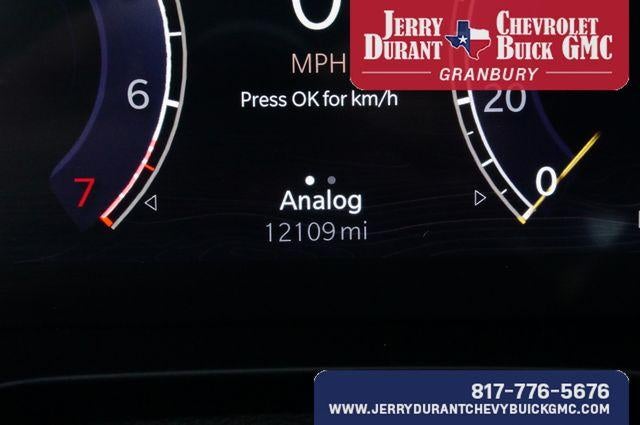 JERRY DURANT CHEVROLET BUICK GMC
GRANBURY
0
MPH
Press OK for km/h
6
20
7
0
Analog
12109 mi
817-776-5676
WWW.JERRYDURANTCHEVYBUICKGMC.COM